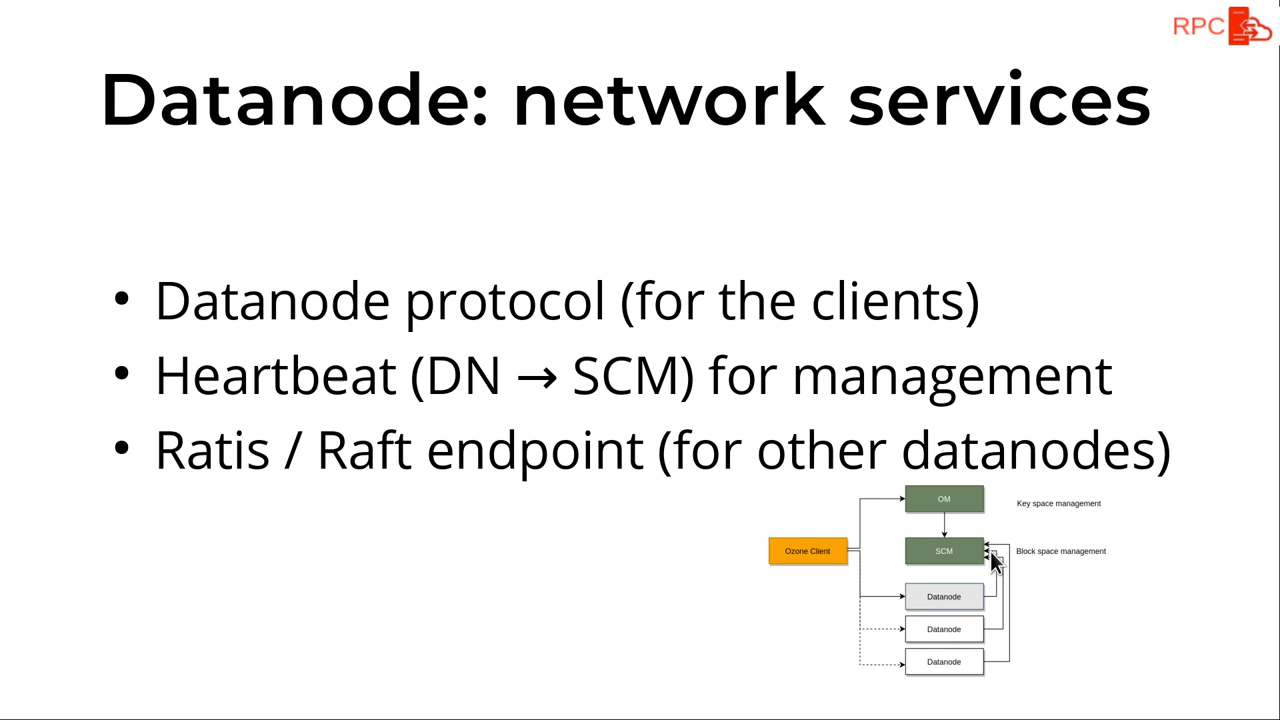 RPC
Datanode: network services
• Datanode protocol (for the clients)
• Heartbeat (DN → SCM) for management
• Ratis / Raft endpoint (for other datanodes)
OM
Key space management
Ozone Client
SCM
Block space management
Datanode
Datanode
Datanode